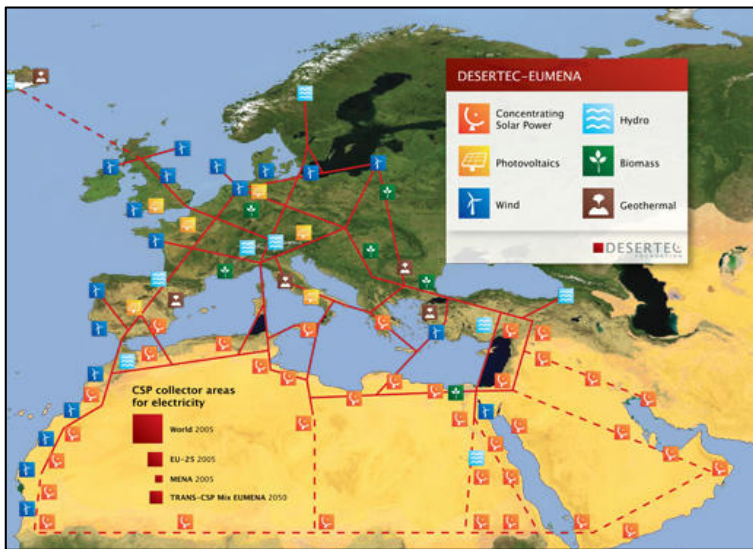 DESERTEC-EUMENA
Concentrating
Solar Power
Hydro
Photovoltaics
Biomass
Wind
Geothermal
DESERTEC
FOUNDATION
CSP collector areas
for electricity
World 2005
EU-25 2005
MENA 2005
TRANS-CSP Mix EUMENA 2050